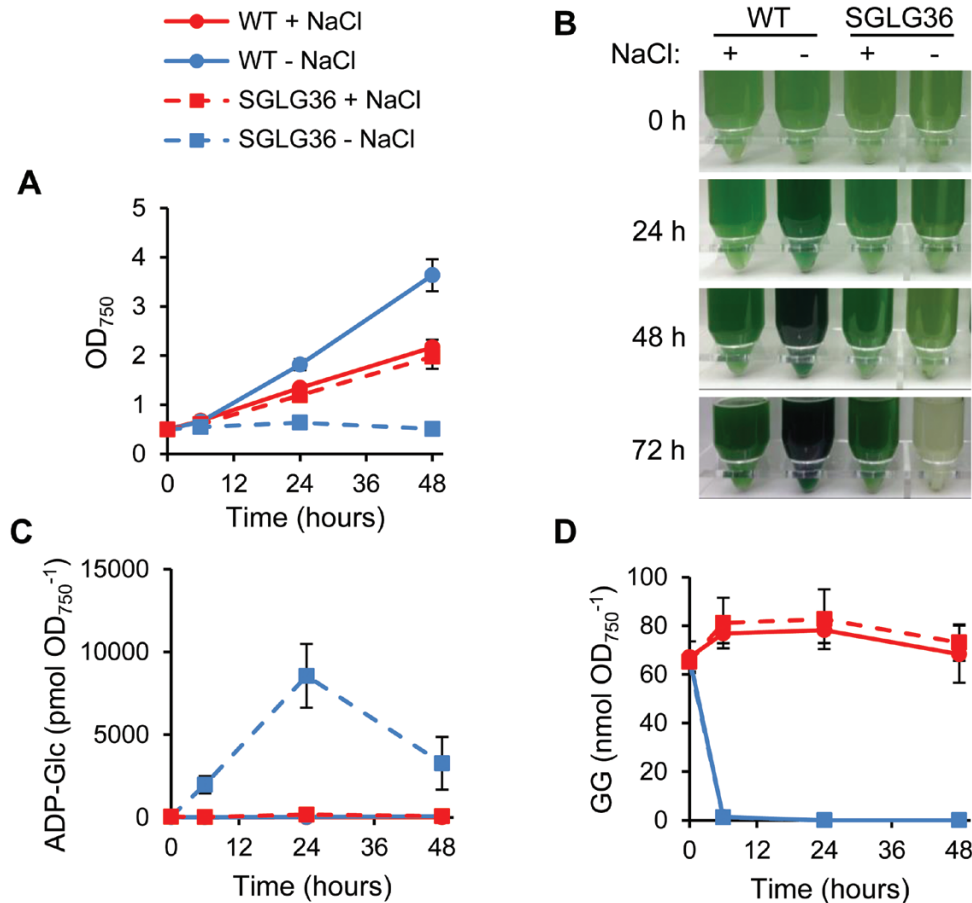 WT + NaCl
WT - NaCl
SGLG36 + NaCl
SGLG36 - NaCl
A
OD750
5
4
3
2
1
0
0 12 24 36 48
Time (hours)
B
WT SGLG36
NaCl: + - + -
0 h
24 h
48 h
72 h
C
ADP-Glc (pmol OD750-1)
15000
10000
5000
0
0 12 24 36 48
Time (hours)
D
GG (nmol OD750-1)
100
80
60
40
20
0
0 12 24 36 48
Time (hours)